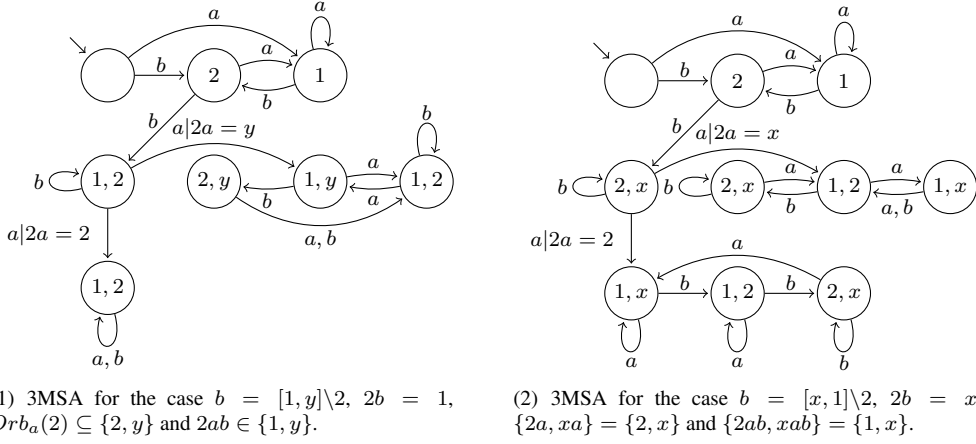 a a
a a
b 2 a 1
b
b a|2a = y
b 1, 2 2, y b 1, y a 1, 2 b
a
a, b
a|2a = 2
1, 2
a, b
1) 3MSA for the case b = [1, y]\2, 2b = 1,
Orb_a(2) ⊆ {2, y} and 2ab ∈ {1, y}.
a a
b 2 a 1
b
b a|2a = x
b 2, x b 2, x a 1, 2 a 1, x
b a, b
a|2a = 2 a
1, x b 1, 2 b 2, x
a a b
(2) 3MSA for the case b = [x, 1]\2, 2b = x
{2a, xa} = {2, x} and {2ab, xab} = {1, x}.